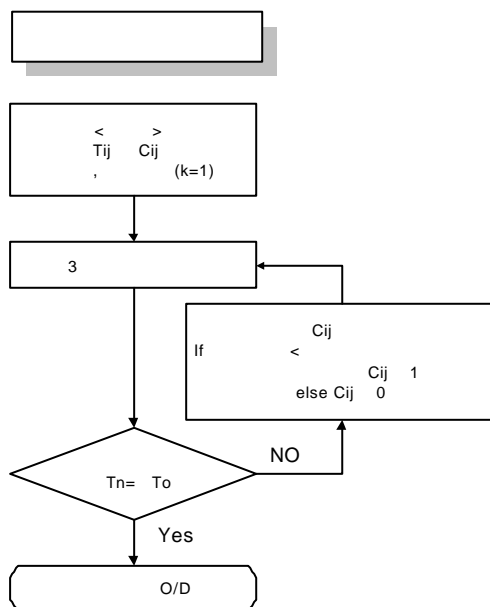 < >
Tij Cij
, (k=1)
3
Cij
If <
Cij 1
else Cij 0
NO
Tn= To
Yes
O/D